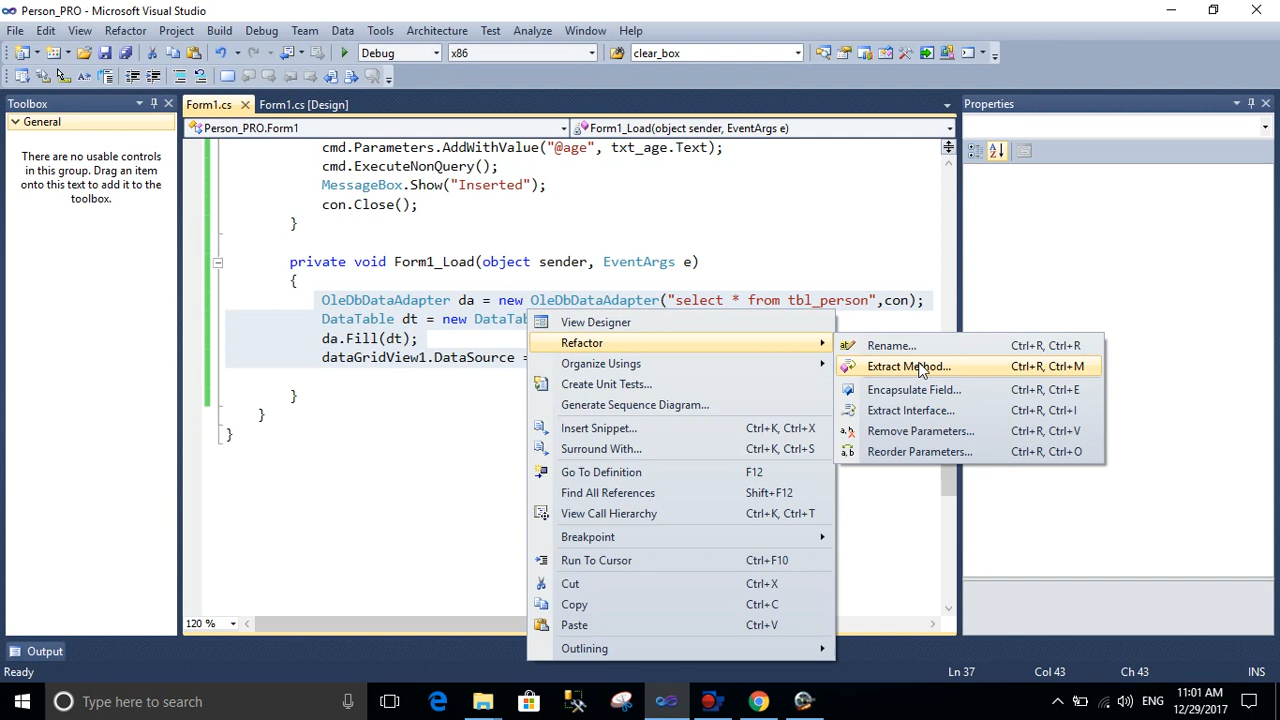 Person_PRO - Microsoft Visual Studio
File Edit View Refactor Project Build Debug Team Data Tools Architecture Test Analyze Window Help
Debug x86 clear_box
Toolbox
General
There are no usable controls
in this group. Drag an item
onto this text to add it to the
toolbox.
Form1.cs Form1.cs [Design]
Person_PRO.Form1 Form1_Load(object sender, EventArgs e)
cmd.Parameters.AddWithValue("@age", txt_age.Text);
cmd.ExecuteNonQuery();
MessageBox.Show("Inserted");
con.Close();
}
private void Form1_Load(object sender, EventArgs e)
{
OleDbDataAdapter da = new OleDbDataAdapter("select * from tbl_person",con);
DataTable dt = new DataTab
da.Fill(dt);
dataGridView1.DataSource =
}
}
}
View Designer
Refactor
Organize Usings
Create Unit Tests...
Generate Sequence Diagram...
Insert Snippet... Ctrl+K, Ctrl+X
Surround With... Ctrl+K, Ctrl+S
Go To Definition F12
Find All References Shift+F12
View Call Hierarchy Ctrl+K, Ctrl+T
Breakpoint
Run To Cursor Ctrl+F10
Cut Ctrl+X
Copy Ctrl+C
Paste Ctrl+V
Outlining
Rename... Ctrl+R, Ctrl+R
Extract Method... Ctrl+R, Ctrl+M
Encapsulate Field... Ctrl+R, Ctrl+E
Extract Interface... Ctrl+R, Ctrl+I
Remove Parameters... Ctrl+R, Ctrl+V
Reorder Parameters... Ctrl+R, Ctrl+O
Properties
120 %
Output
Ready Ln 37 Col 43 Ch 43 INS
Type here to search
ENG
11:01 AM
12/29/2017